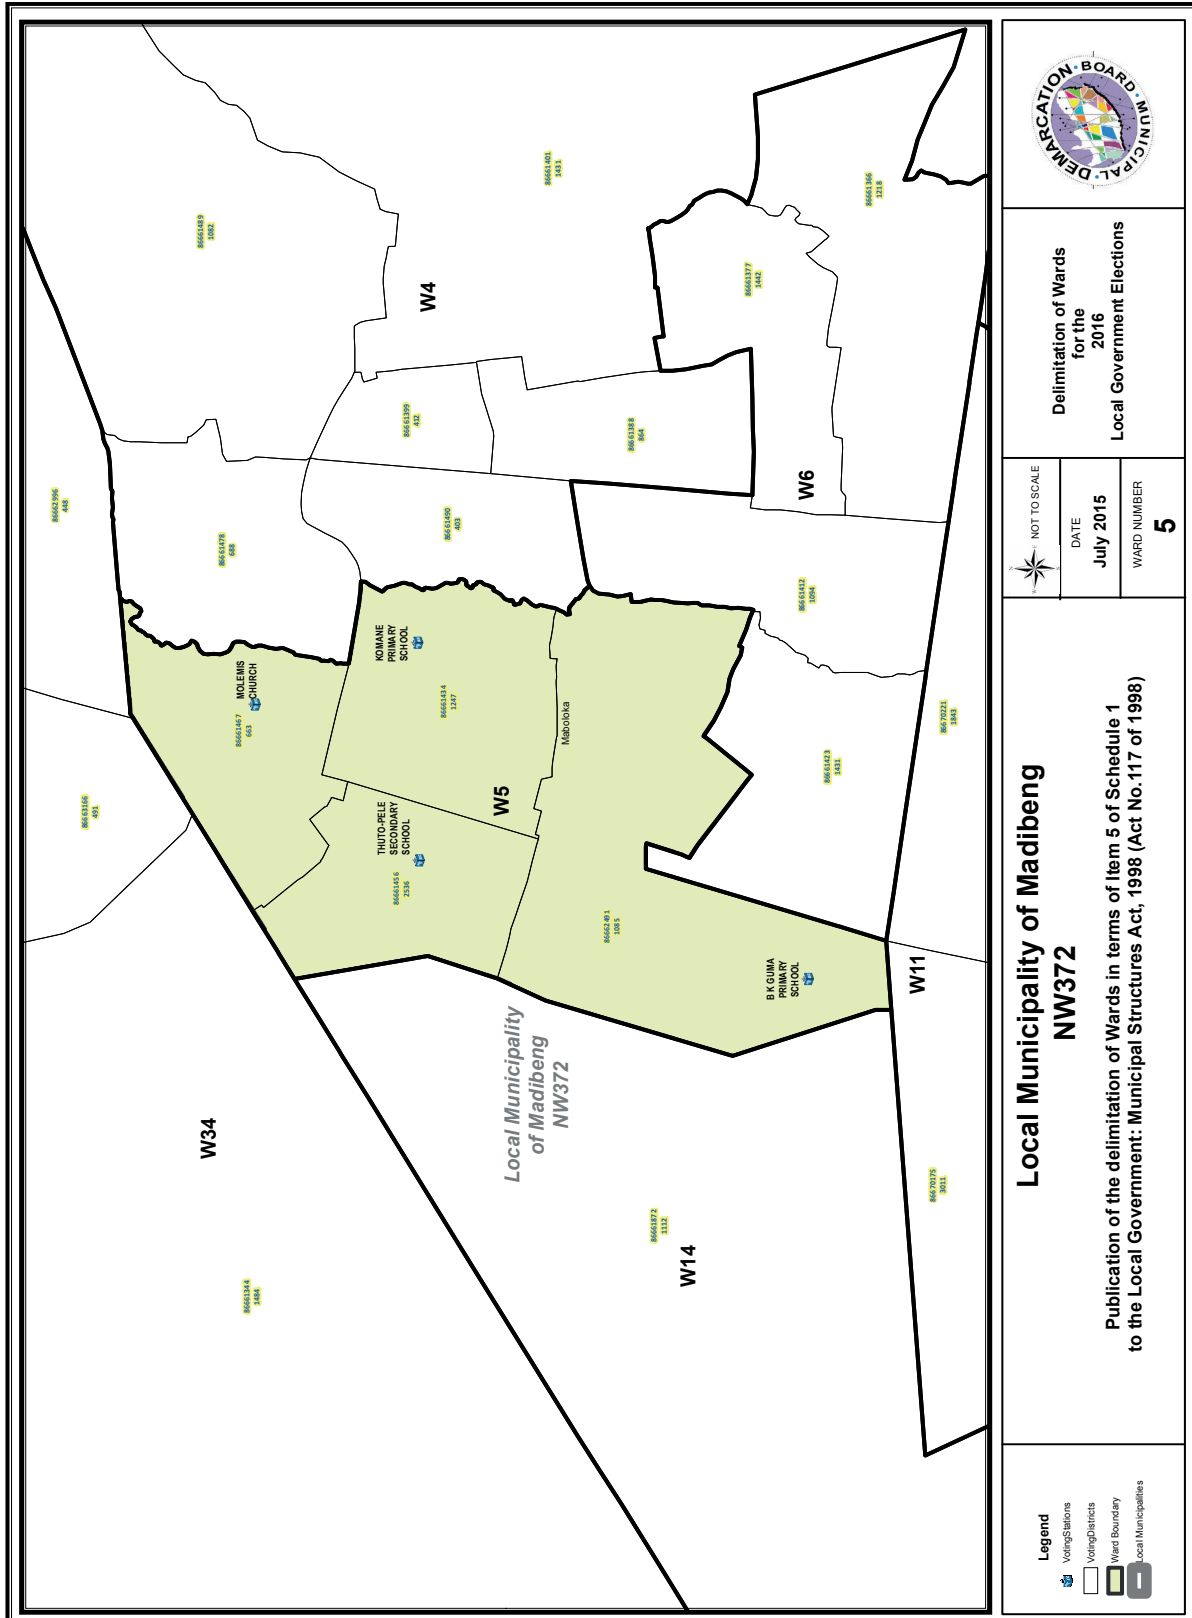 86662996
448
86663166
491
86661489
1082
86661478
688
MOLEMIS
CHURCH
86661467
663
W34
86661344
1484
86661399
432
W4
86661490
403
KOMANE
PRIMARY
SCHOOL
86661434
1247
THUTO-PELE
SECONDARY
SCHOOL
86661456
2536
W5
Maboloka
86661401
1431
86661388
864
86662491
1085
Local Municipality
of Madibeng
NW372
86661872
1112
W14
86661377
1442
W6
86661412
1094
86661423
1431
B K GUMA
PRIMARY
SCHOOL
86661366
1218
W11
86670221
1843
86670175
3011
Legend
VotingStations
VotingDistricts
Ward Boundary
Local Municipalities
Local Municipality of Madibeng
NW372
Publication of the delimitation of Wards in terms of Item 5 of Schedule 1
to the Local Government: Municipal Structures Act, 1998 (Act No.117 of 1998)
NOT TO SCALE
DATE
July 2015
WARD NUMBER
5
Delimitation of Wards
for the
2016
Local Government Elections
MUNICIPAL DEMARCATION BOARD